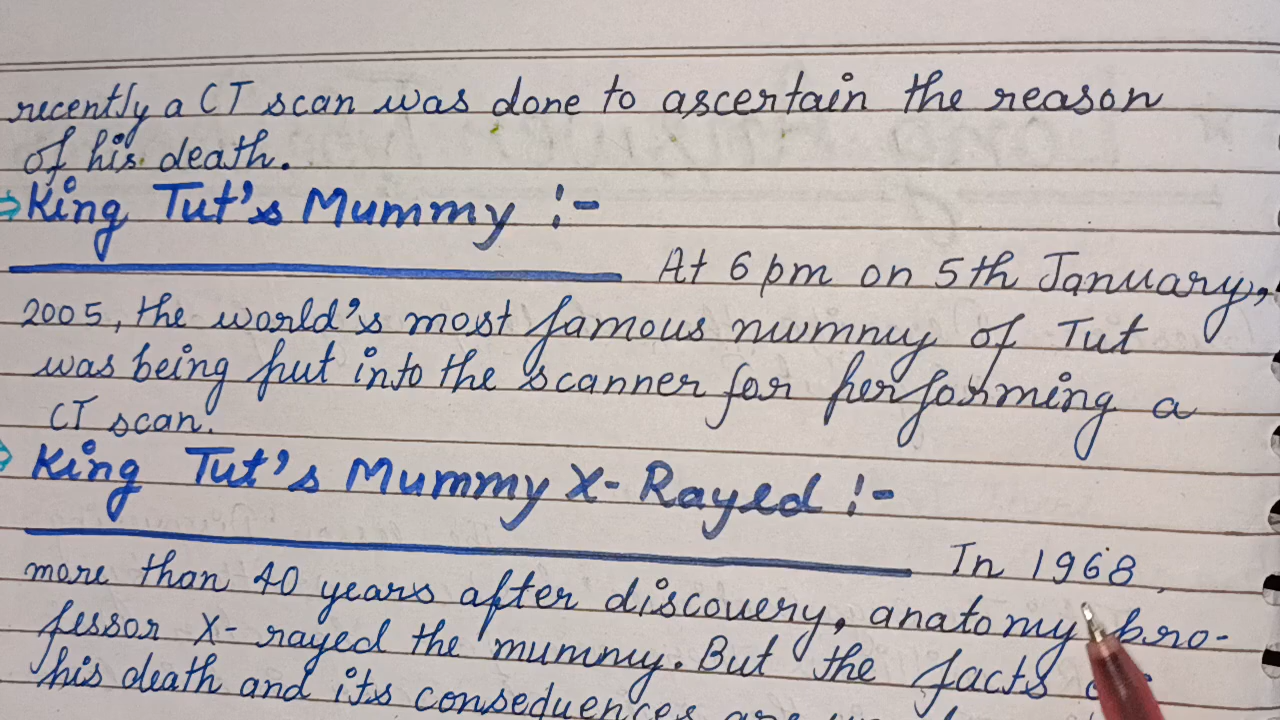 recently a CT scan was done to ascertain the reason
of his death.
⇒ King Tut's Mummy :-
At 6 pm on 5th January,
2005, the world's most famous mummy of Tut
was being put into the scanner for performing a
CT scan.
⇒ King Tut's Mummy X-Rayed :-
In 1968
more than 40 years after discovery, anatomy pro-
fessor X-rayed the mummy. But the facts
his death and its consequences are